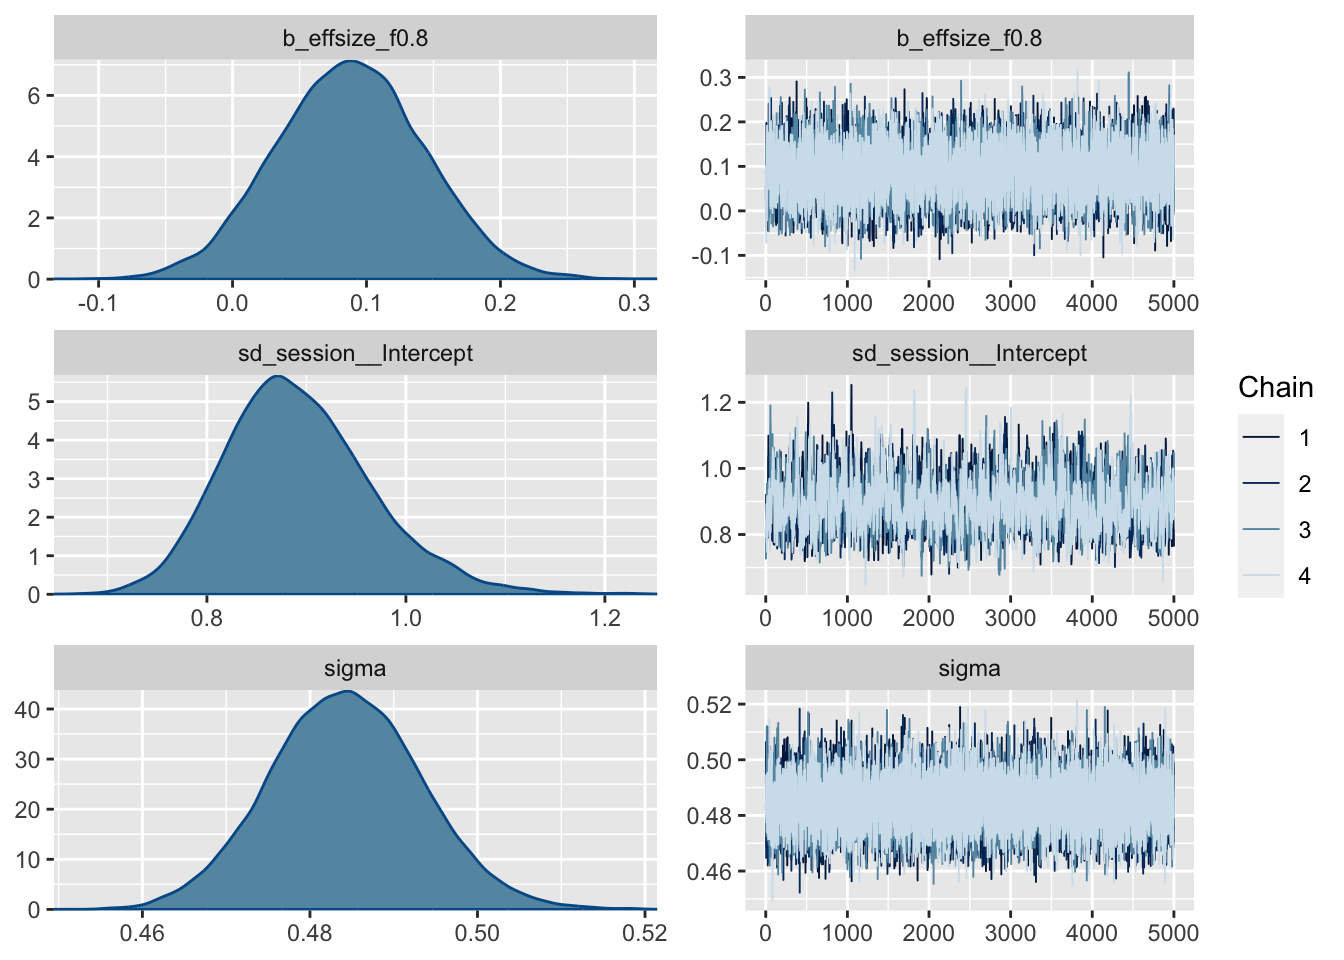 b_effsize_f0.8
6
4
2
0
-0.1 0.0 0.1 0.2 0.3
b_effsize_f0.8
0.3
0.2
0.1
0.0
-0.1
0 1000 2000 3000 4000 5000
sd_session__Intercept
5
4
3
2
1
0
0.8 1.0 1.2
sd_session__Intercept
1.2
1.0
0.8
0 1000 2000 3000 4000 5000
sigma
40
30
20
10
0
0.46 0.48 0.50 0.52
sigma
0.52
0.50
0.48
0.46
0 1000 2000 3000 4000 5000
Chain
1
2
3
4